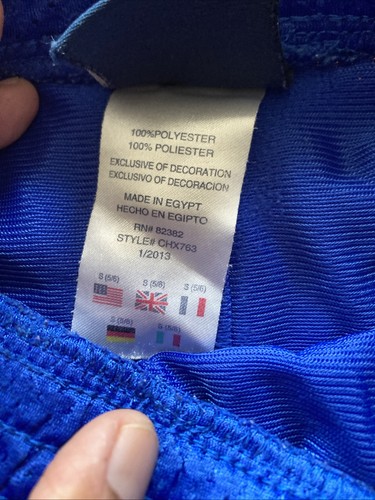 100%POLYESTER
100% POLIESTER
EXCLUSIVE OF DECORATION
EXCLUSIVO DE DECORACION
MADE IN EGYPT
HECHO EN EGIPTO
RN# 82382
STYLE# CHX763
1/2013
S (5/6) S (5/6) S (5/6)
S (5/6) S (5/6)